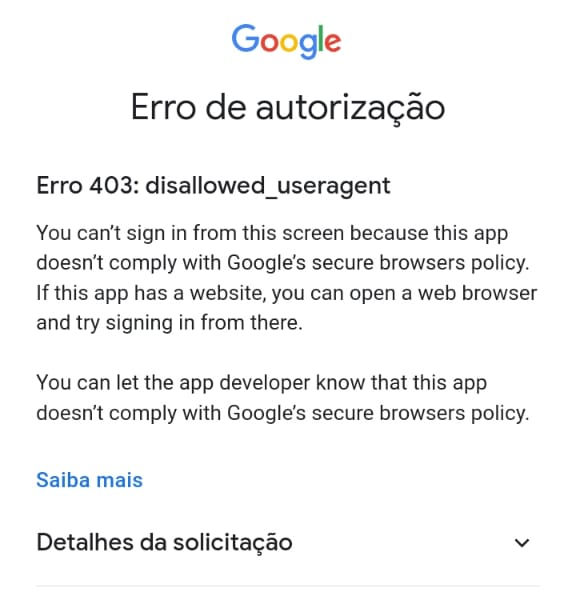 Google
Erro de autorização
Erro 403: disallowed_useragent
You can't sign in from this screen because this app
doesn't comply with Google's secure browsers policy.
If this app has a website, you can open a web browser
and try signing in from there.
You can let the app developer know that this app
doesn't comply with Google's secure browsers policy.
Saiba mais
Detalhes da solicitação